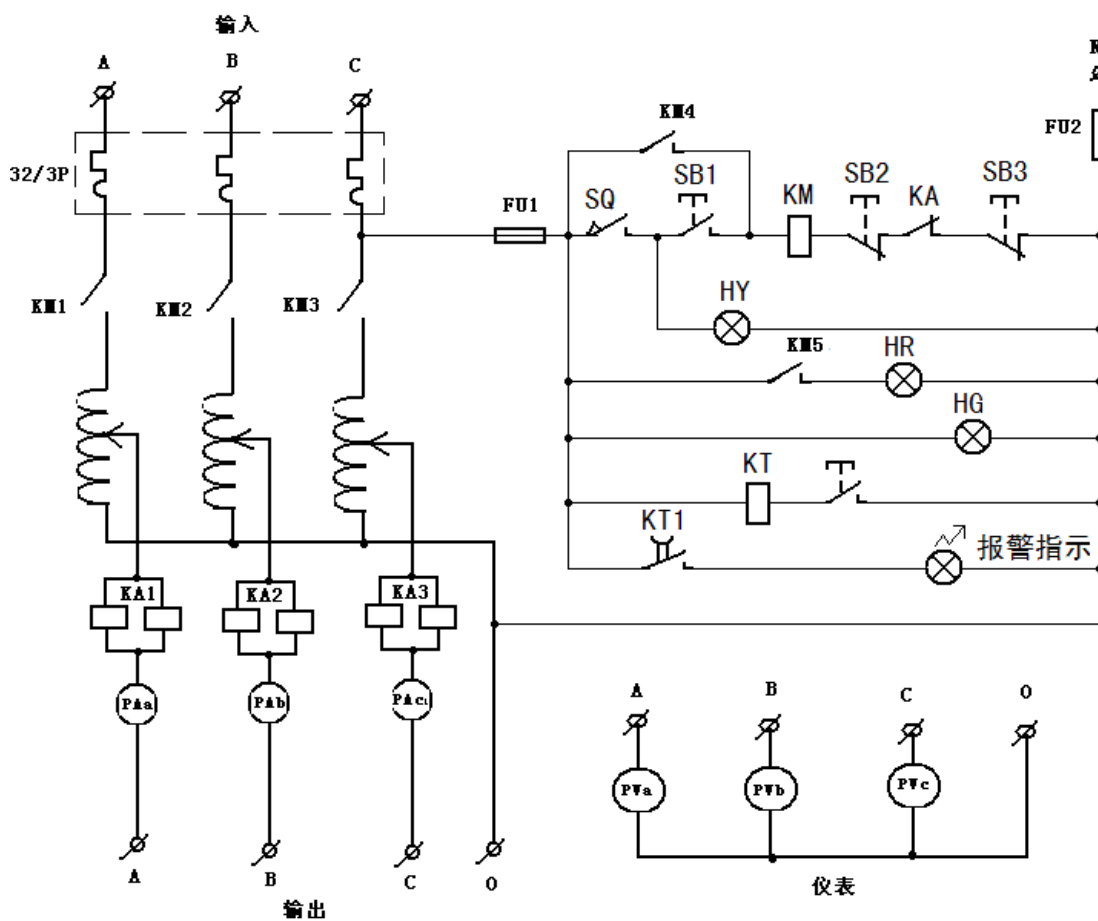 输入
A B C
32/3P
KM4
FU2
SQ SB1 KM SB2 KA SB3
FU1
KM1 KM2 KM3
HY
KM5 HR
HG
KT
KT1
报警指示
KA1 KA2 KA3
PAa PAb PAc
A B C O
PVa PVb PVc
A B C O
输出
仪表